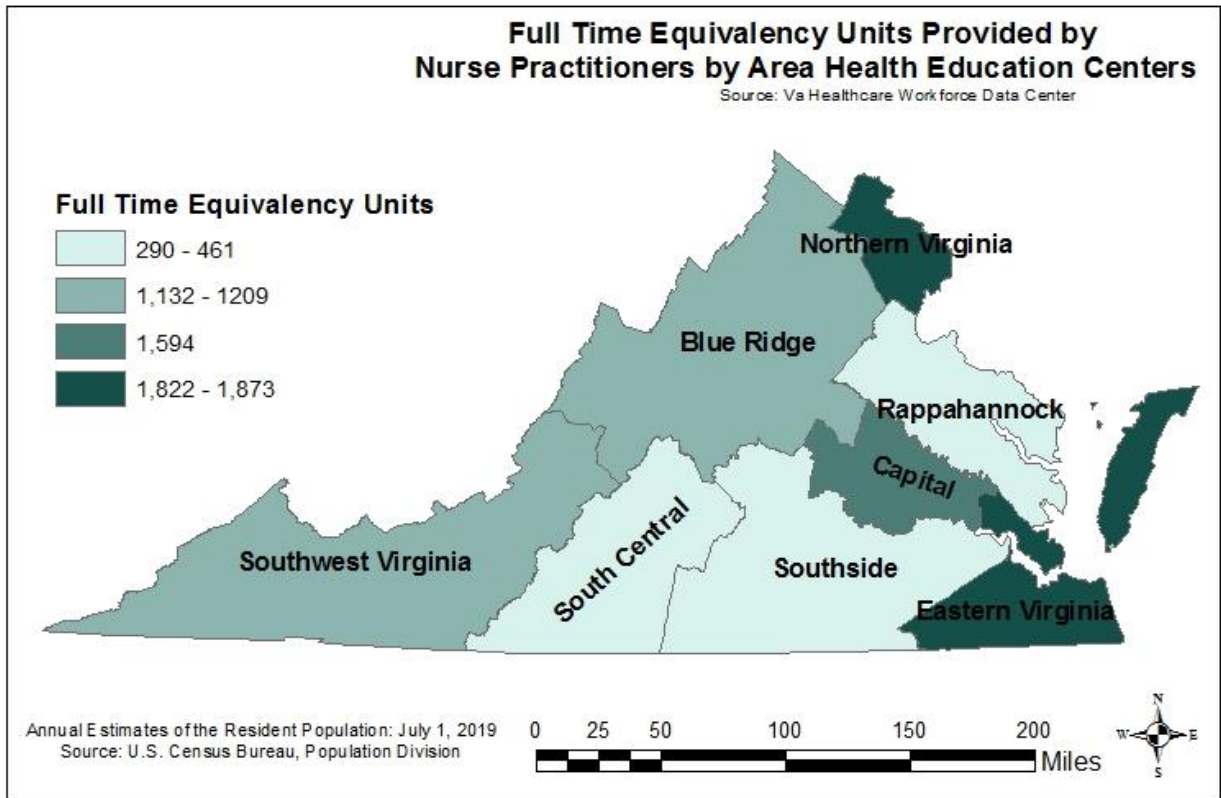 Full Time Equivalency Units Provided by
Nurse Practitioners by Area Health Education Centers
Source: Va Healthcare Workforce Data Center
Full Time Equivalency Units
290 - 461
1,132 - 1209
1,594
1,822 - 1,873
Northern Virginia
Blue Ridge
Rappahannock
Capital
South Central
Southwest Virginia
Southside
Eastern Virginia
Annual Estimates of the Resident Population: July 1, 2019
Source: U.S. Census Bureau, Population Division
0 25 50 100 150 200
Miles
N
W E
S